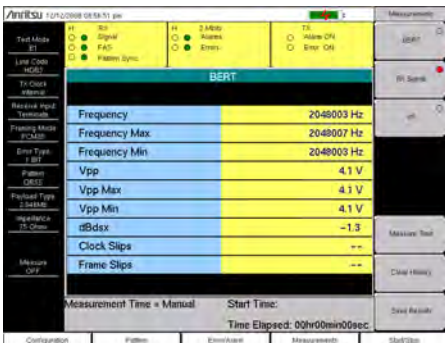 Anritsu 12/12/2008 08:56:51 pm
Measurements
Test Mode
E1
Line Code
HDB3
Tx Clock
Internal
Receive Input
Terminate
Framing Mode
PCM30
Error Type
1 BIT
Pattern
QRSS
Payload Type
2.048Mb
Impedance
75 Ohms
Measure
OFF
H RX
Signal
FAS
Pattern Sync
H 2 Mb/s
Alarms
Errors
TX
Alarm ON
Error ON
BERT
Frequency 2048003 Hz
Frequency Max 2048007 Hz
Frequency Min 2048003 Hz
Vpp 4.1 V
Vpp Max 4.1 V
Vpp Min 4.1 V
dBdsx -1.3
Clock Slips --
Frame Slips --
Measurement Time = Manual Start Time:
Time Elapsed: 00hr00min00sec
BERT
Measure Test
Clear History
Save Results
Configuration Pattern Error/Alarm Measurements Start/Stop